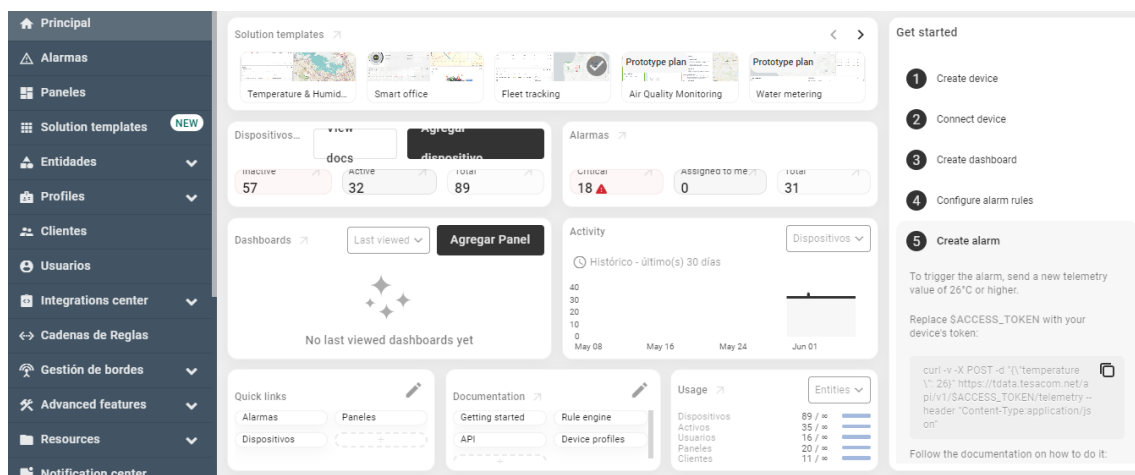 Principal
Alarmas
Paneles
Solution templates NEW
Entidades
Profiles
Clientes
Usuarios
Integrations center
Cadenas de Reglas
Gestión de bordes
Advanced features
Resources
Notification center
Solution templates
Prototype plan
Prototype plan
Temperature & Humid...
Smart office
Fleet tracking
Air Quality Monitoring
Water metering
Dispositivos...
View
docs
Agregar
dispositivo
Inactive
57
Active
32
Total
89
Alarmas
Critical
18
Assigned to me
0
Total
31
Dashboards
Last viewed
Agregar Panel
No last viewed dashboards yet
Activity
Dispositivos
Histórico - último(s) 30 días
40
30
20
10
0
May 08 May 16 May 24 Jun 01
Quick links
Alarmas
Paneles
Dispositivos
+
Documentation
Getting started
Rule engine
API
Device profiles
Usage
Entities
Dispositivos 89 / ∞
Activos 35 / ∞
Usuarios 16 / ∞
Paneles 20 / ∞
Clientes 11 / ∞
Get started
1 Create device
2 Connect device
3 Create dashboard
4 Configure alarm rules
5 Create alarm
To trigger the alarm, send a new telemetry
value of 26°C or higher.
Replace $ACCESS_TOKEN with your
device's token:
curl -v -X POST -d "{\"temperature
\": 26}" https://tdata.tesacom.net/a
pi/v1/$ACCESS_TOKEN/telemetry --
header "Content-Type:application/js
on"
Follow the documentation on how to do it: